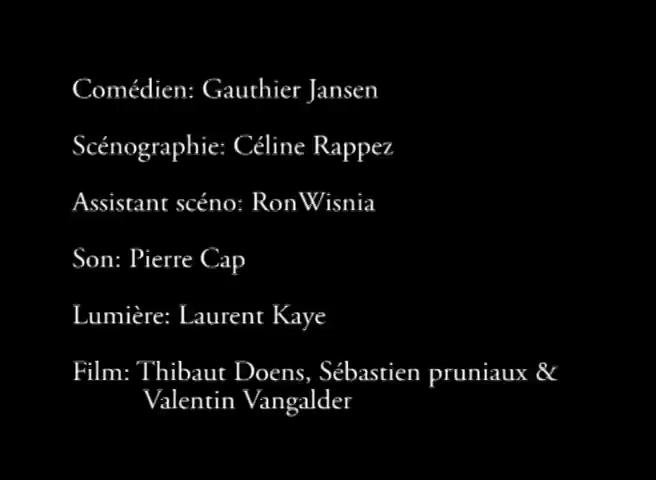 Comédien: Gauthier Jansen
Scénographie: Céline Rappez
Assistant scéno: RonWisnia
Son: Pierre Cap
Lumière: Laurent Kaye
Film: Thibaut Doens, Sébastien pruniaux &
Valentin Vangalder